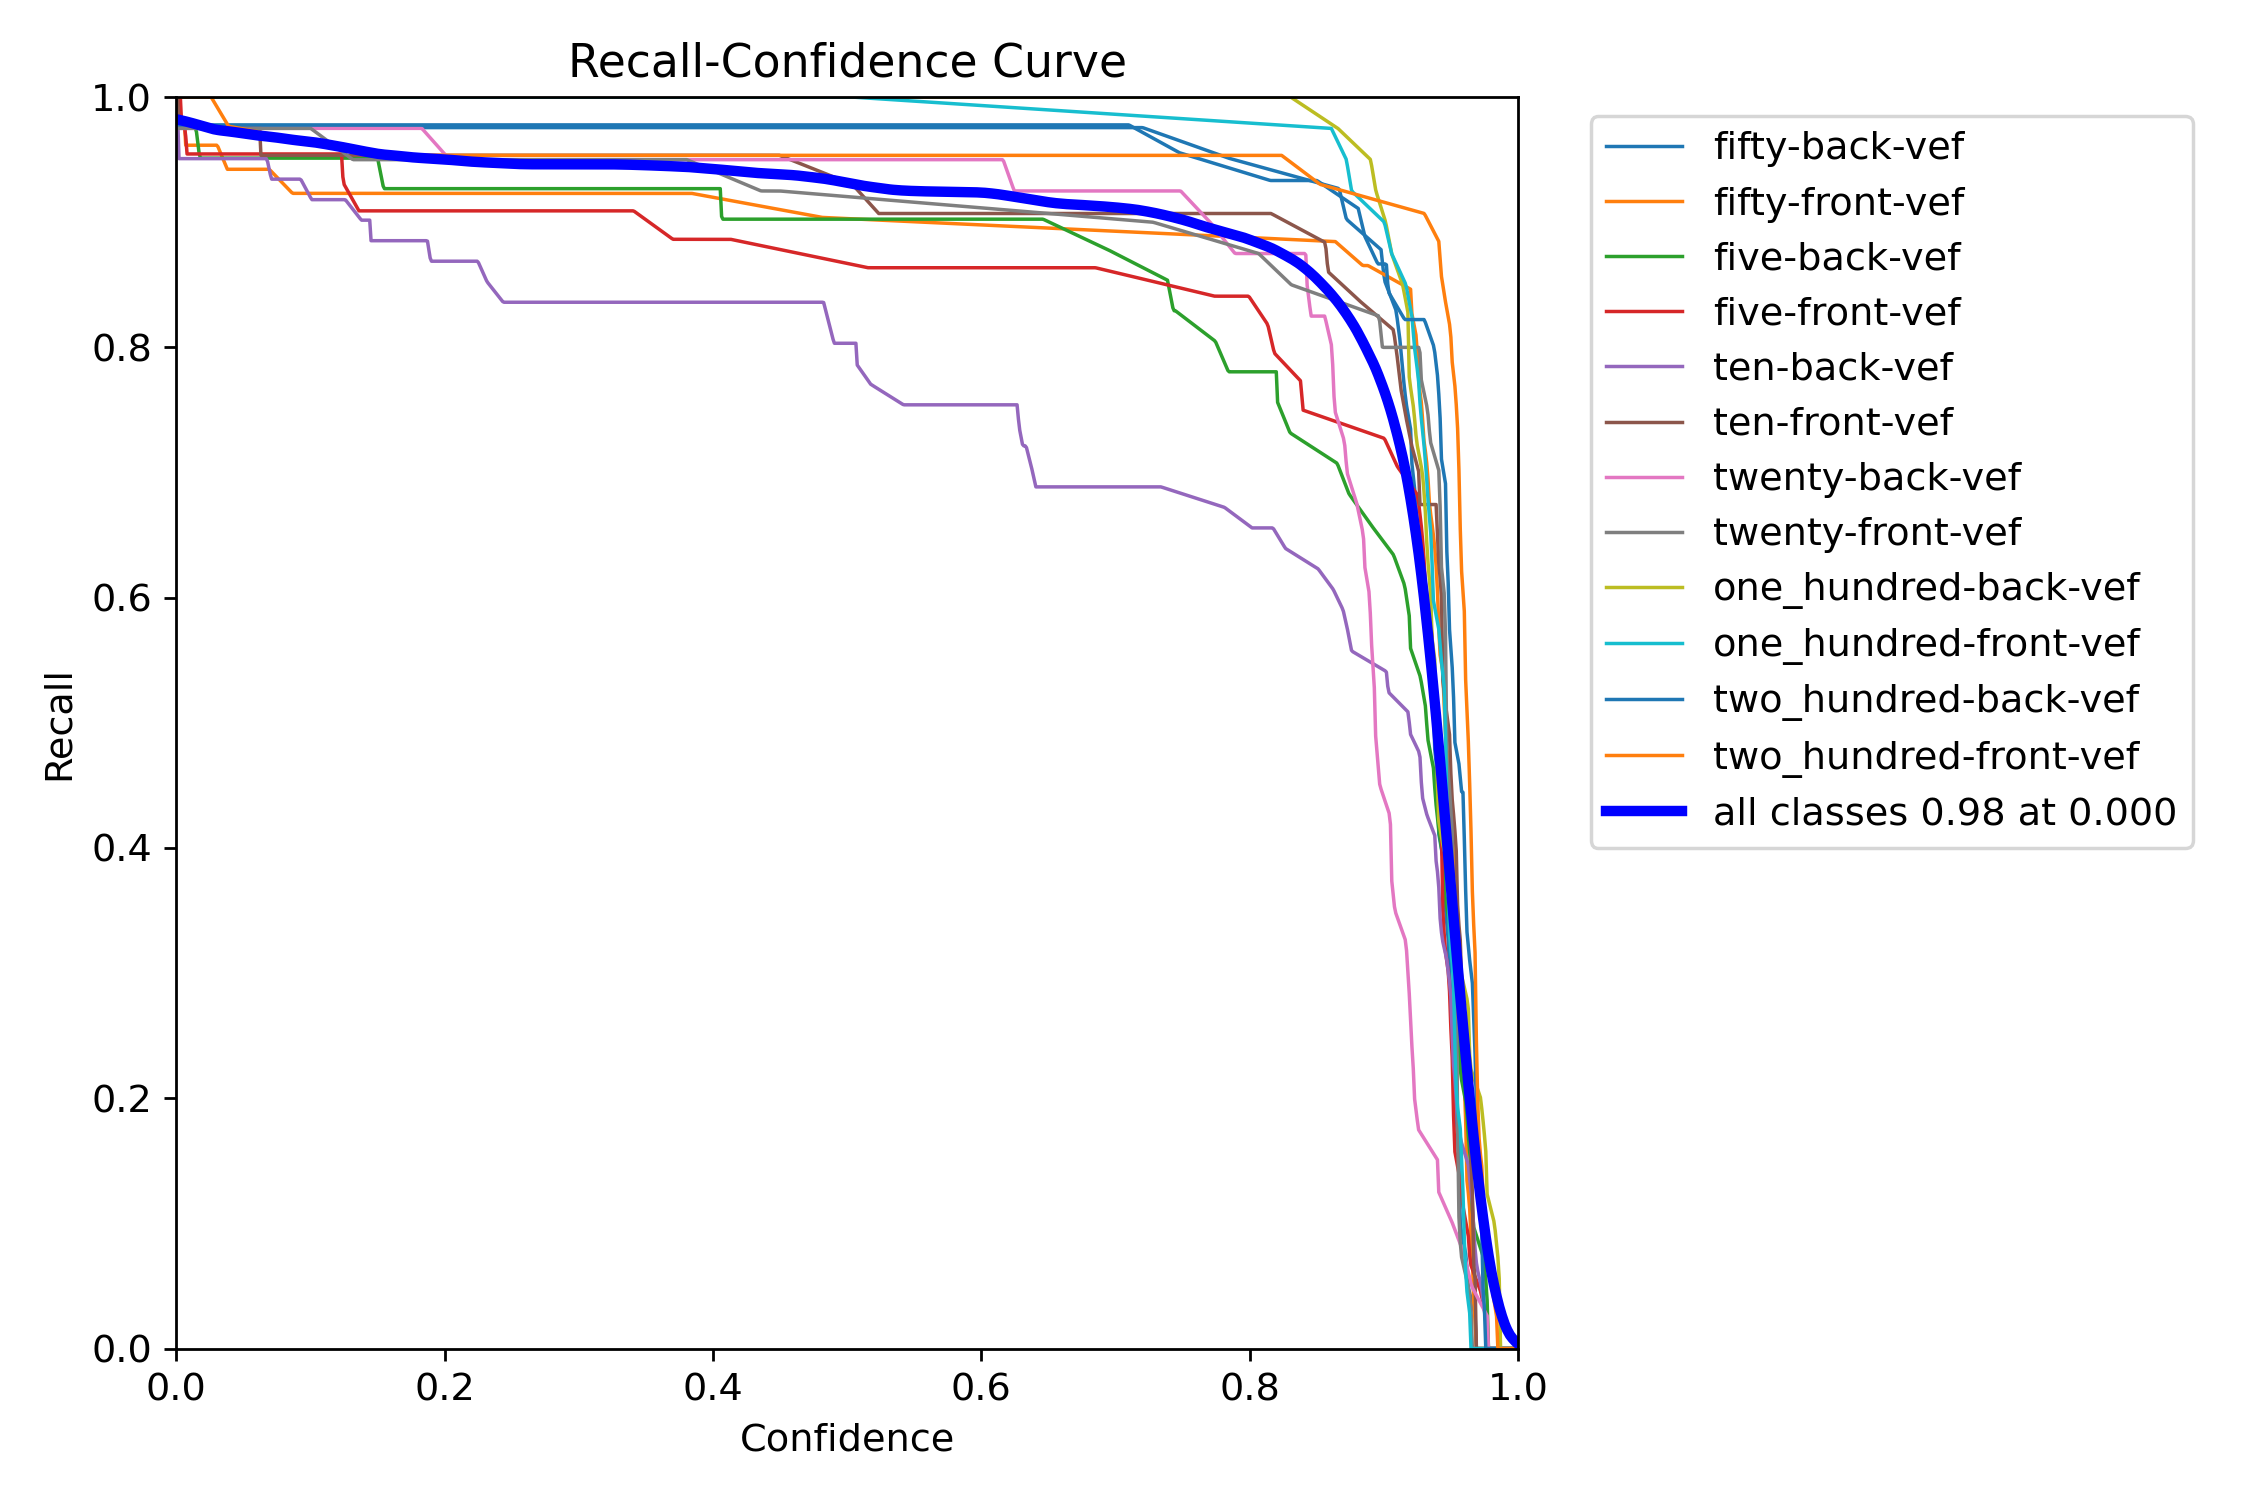 Recall-Confidence Curve
1.0
0.8
0.6
0.4
0.2
0.0
Recall
0.0 0.2 0.4 0.6 0.8 1.0
Confidence
fifty-back-vef
fifty-front-vef
five-back-vef
five-front-vef
ten-back-vef
ten-front-vef
twenty-back-vef
twenty-front-vef
one_hundred-back-vef
one_hundred-front-vef
two_hundred-back-vef
two_hundred-front-vef
all classes 0.98 at 0.000